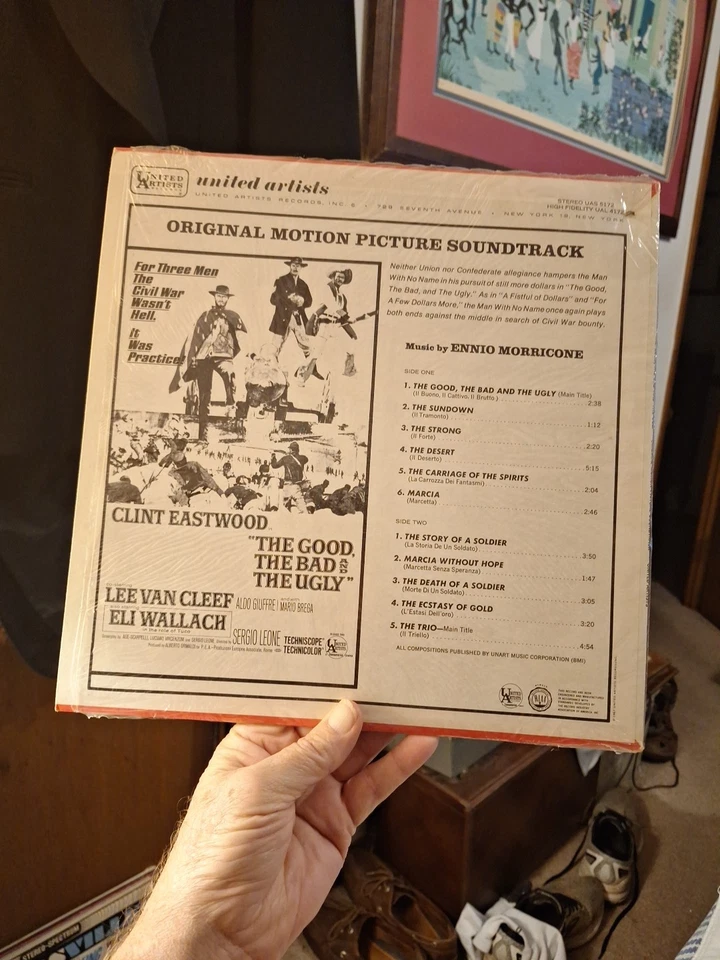 UNITED ARTISTS
united artists
STEREO UAS 5172
UNITED ARTISTS RECORDS, INC. • 729 SEVENTH AVENUE • NEW YORK 19, NEW YORK
HIGH FIDELITY-UAL 4172
ORIGINAL MOTION PICTURE SOUNDTRACK
For Three Men
The
Civil War
Wasn't
Hell.
It
Was
Practice!
CLINT EASTWOOD
"THE GOOD,
THE BAD AND
THE UGLY"
LEE VAN CLEEF
ALDO GIUFFRE
MARIO BREGA
ELI WALLACH
in the role of Tuco
SERGIO LEONE
TECHNISCOPE
TECHNICOLOR
Neither Union nor Confederate allegiance hampers the Man
With No Name in his pursuit of still more dollars in "The Good,
The Bad, and The Ugly." As in "A Fistful of Dollars" and "For
A Few Dollars More," the Man With No Name once again plays
both ends against the middle in search of Civil War bounty.
Music by ENNIO MORRICONE
SIDE ONE
1. THE GOOD, THE BAD AND THE UGLY (Main Title)
(Il Buono, Il Cattivo, Il Brutto) 2:38
2. THE SUNDOWN
(Il Tramonto) 1:12
3. THE STRONG
(Il Forte) 2:20
4. THE DESERT
(Il Deserto) 5:15
5. THE CARRIAGE OF THE SPIRITS
(La Carrozza Dei Fantasmi) 2:04
6. MARCIA
(Marcetta) 2:46
SIDE TWO
1. THE STORY OF A SOLDIER
(La Storia De Un Soldato) 3:50
2. MARCIA WITHOUT HOPE
(Marcetta Senza Speranza) 1:47
3. THE DEATH OF A SOLDIER
(Morte Di Un Soldato) 3:05
4. THE ECSTASY OF GOLD
(L'Estasi Dell'oro) 3:20
5. THE TRIO—Main Title
(Il Triello) 4:54
ALL COMPOSITIONS PUBLISHED BY UNART MUSIC CORPORATION (BMI)
STEREO-SPECTRUM